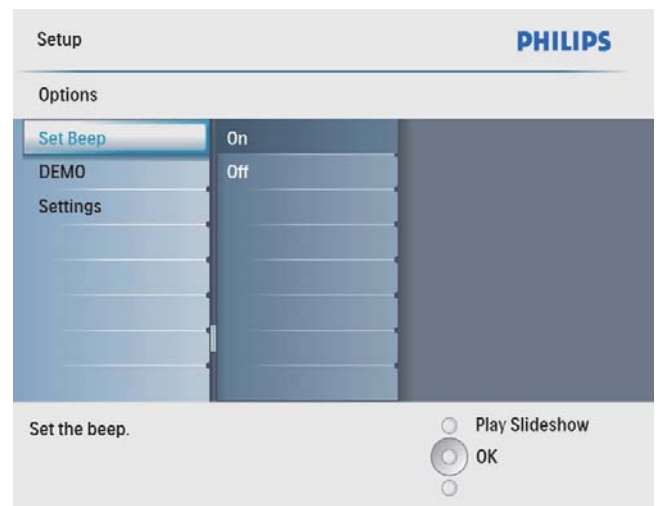 Setup
PHILIPS
Options
Set Beep
On
DEMO
Off
Settings
Set the beep.
Play Slideshow
OK